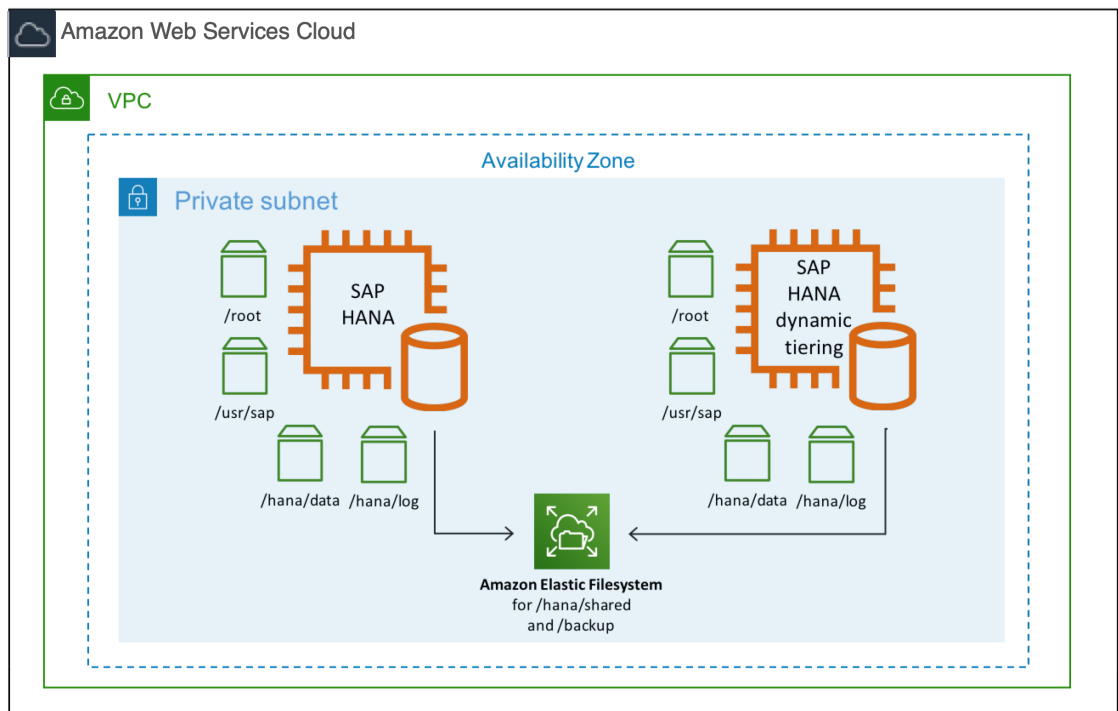 Amazon Web Services Cloud
VPC
Availability Zone
Private subnet
/root
/usr/sap
/hana/data
/hana/log
SAP
HANA
/root
/usr/sap
/hana/data
/hana/log
SAP
HANA
dynamic
tiering
Amazon Elastic Filesystem
for /hana/shared
and /backup